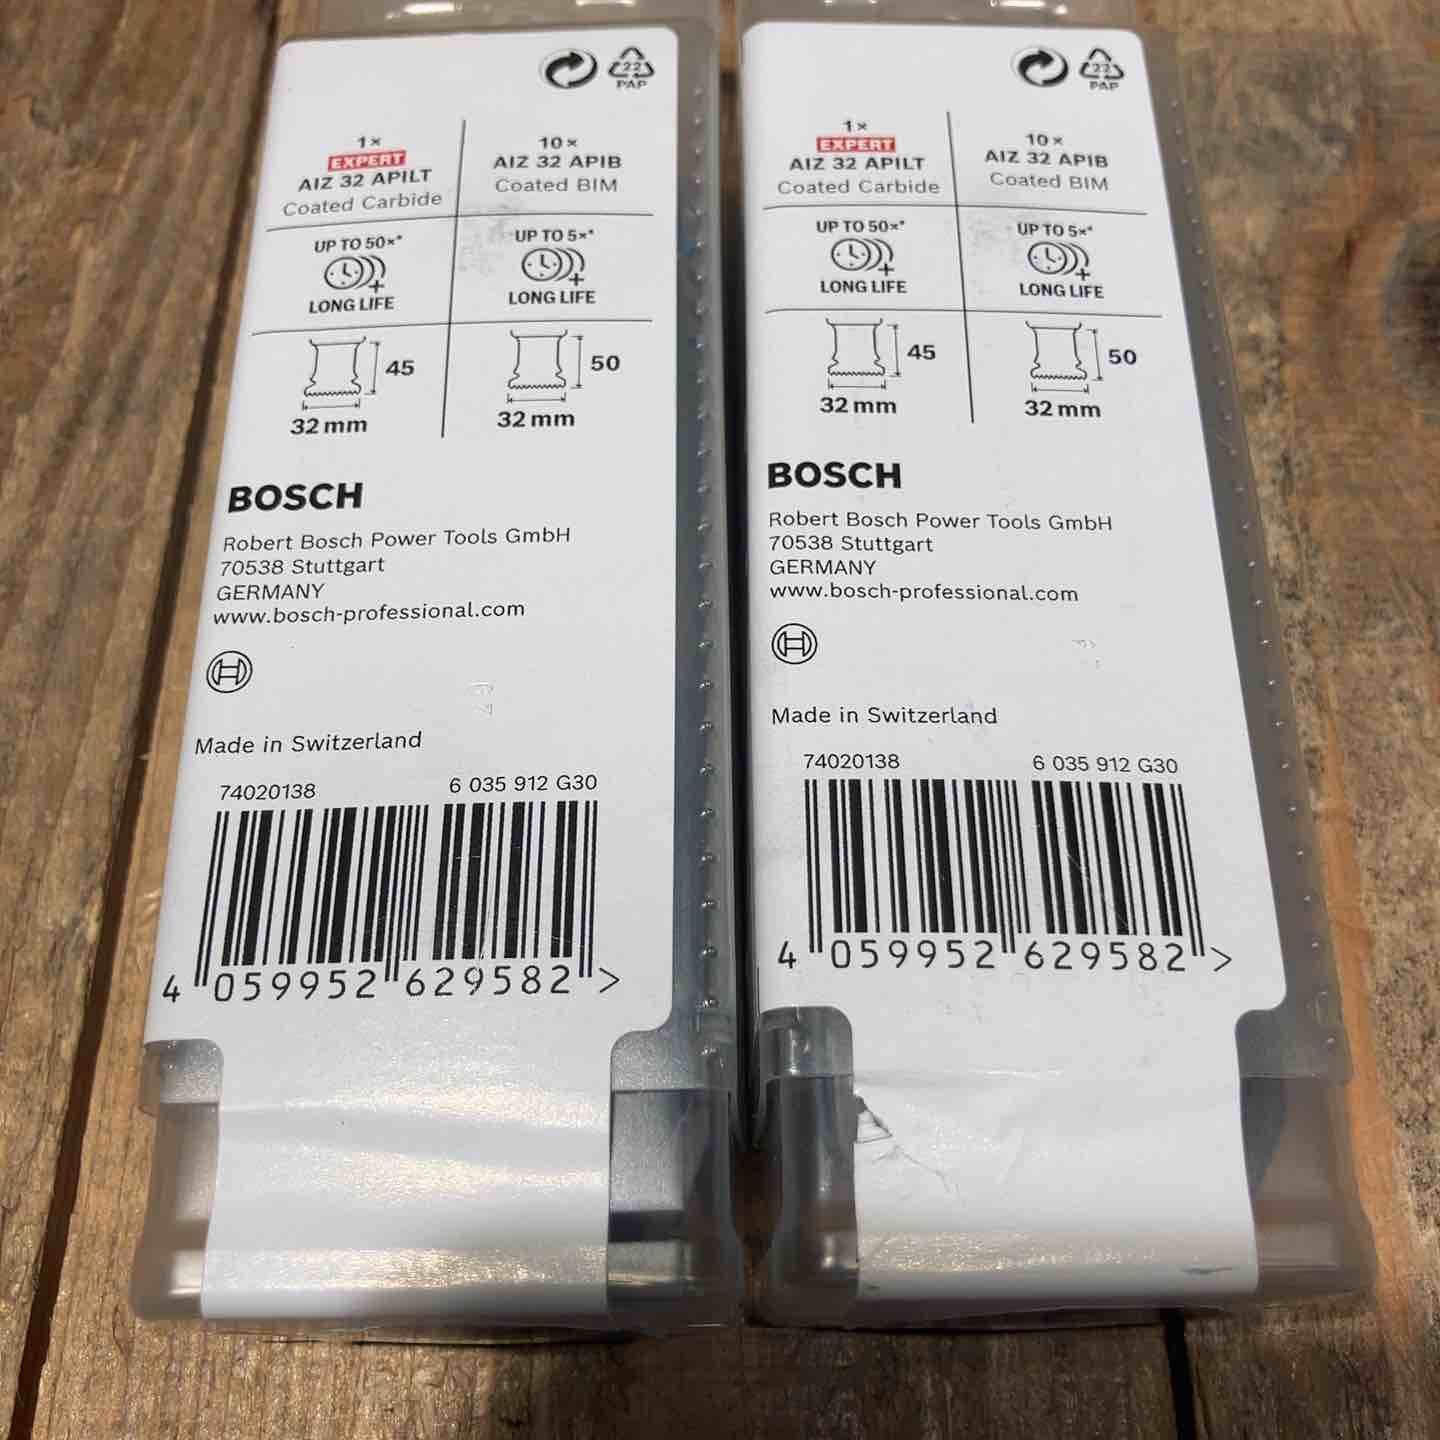 22
PAP
1×
EXPERT
AIZ 32 APILT
Coated Carbide
10×
AIZ 32 APIB
Coated BIM
UP TO 50×*
LONG LIFE
UP TO 5×*
LONG LIFE
45
32 mm
50
32 mm
BOSCH
Robert Bosch Power Tools GmbH
70538 Stuttgart
GERMANY
www.bosch-professional.com
Made in Switzerland
74020138 6 035 912 G30
4 059952 629582 >
22
PAP
1×
EXPERT
AIZ 32 APILT
Coated Carbide
10×
AIZ 32 APIB
Coated BIM
UP TO 50×*
LONG LIFE
UP TO 5×*
LONG LIFE
45
32 mm
50
32 mm
BOSCH
Robert Bosch Power Tools GmbH
70538 Stuttgart
GERMANY
www.bosch-professional.com
Made in Switzerland
74020138 6 035 912 G30
4 059952 629582 >